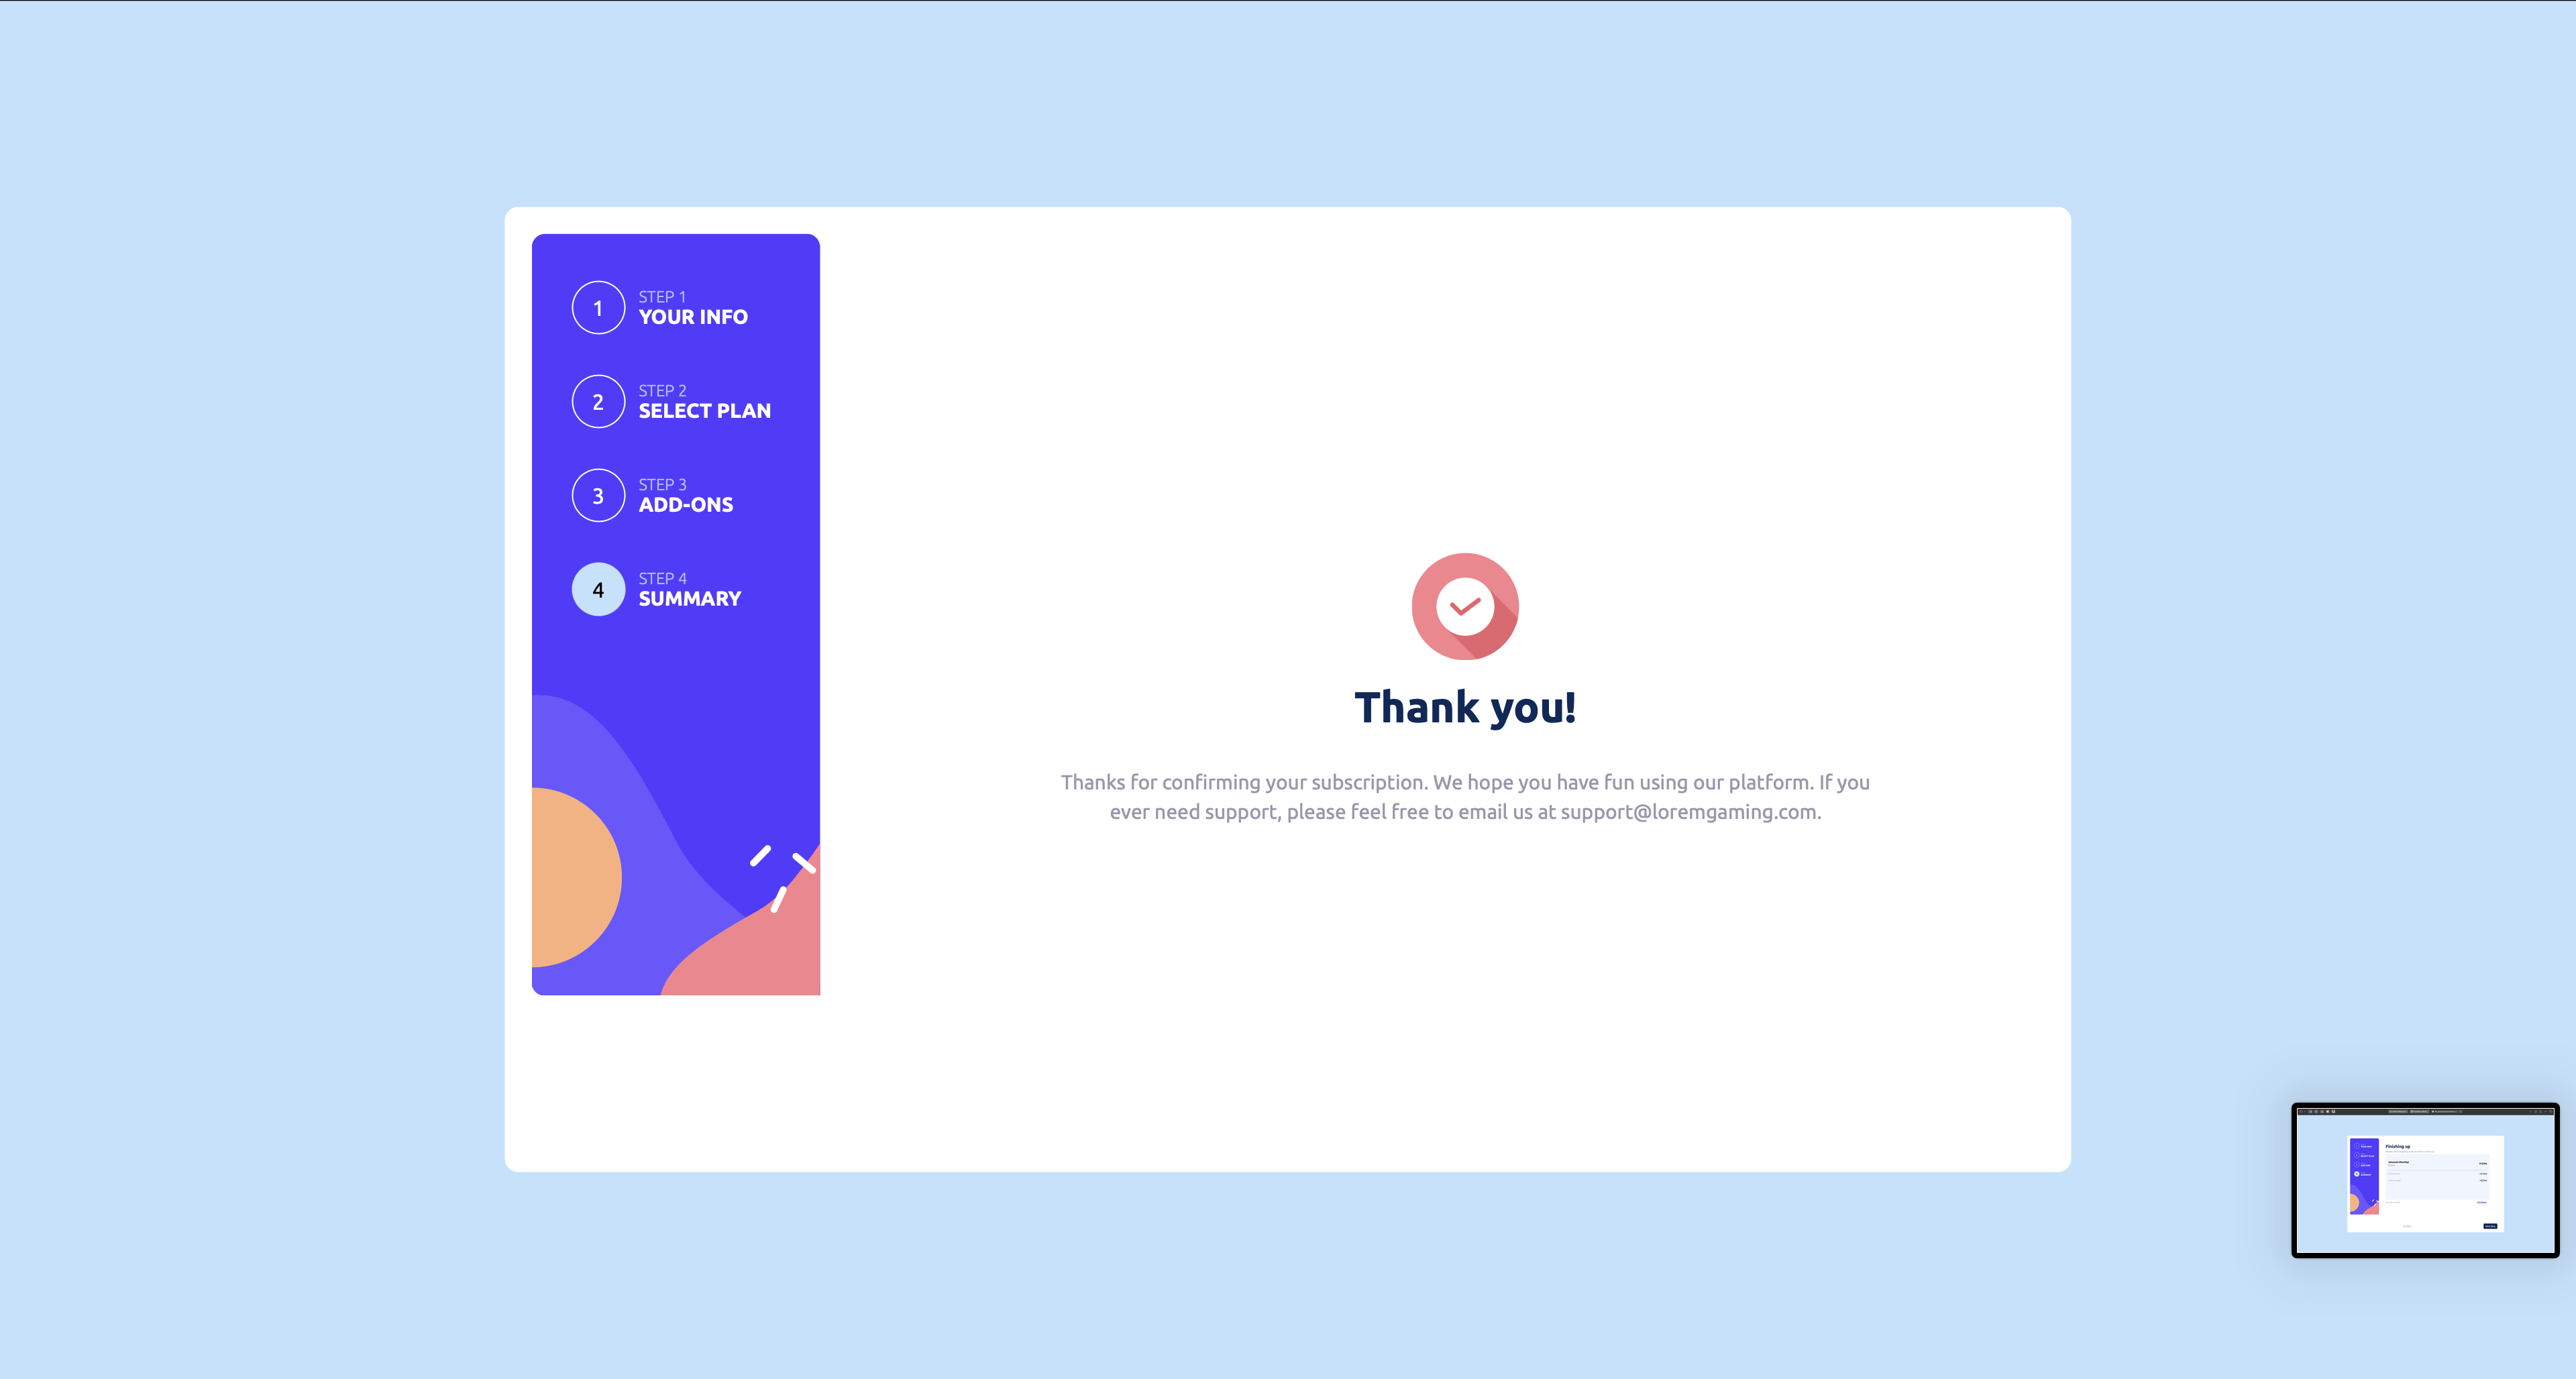 1
STEP 1
YOUR INFO
2
STEP 2
SELECT PLAN
3
STEP 3
ADD-ONS
4
STEP 4
SUMMARY
Thank you!
Thanks for confirming your subscription. We hope you have fun using our platform. If you
ever need support, please feel free to email us at support@loremgaming.com.
Finishing up